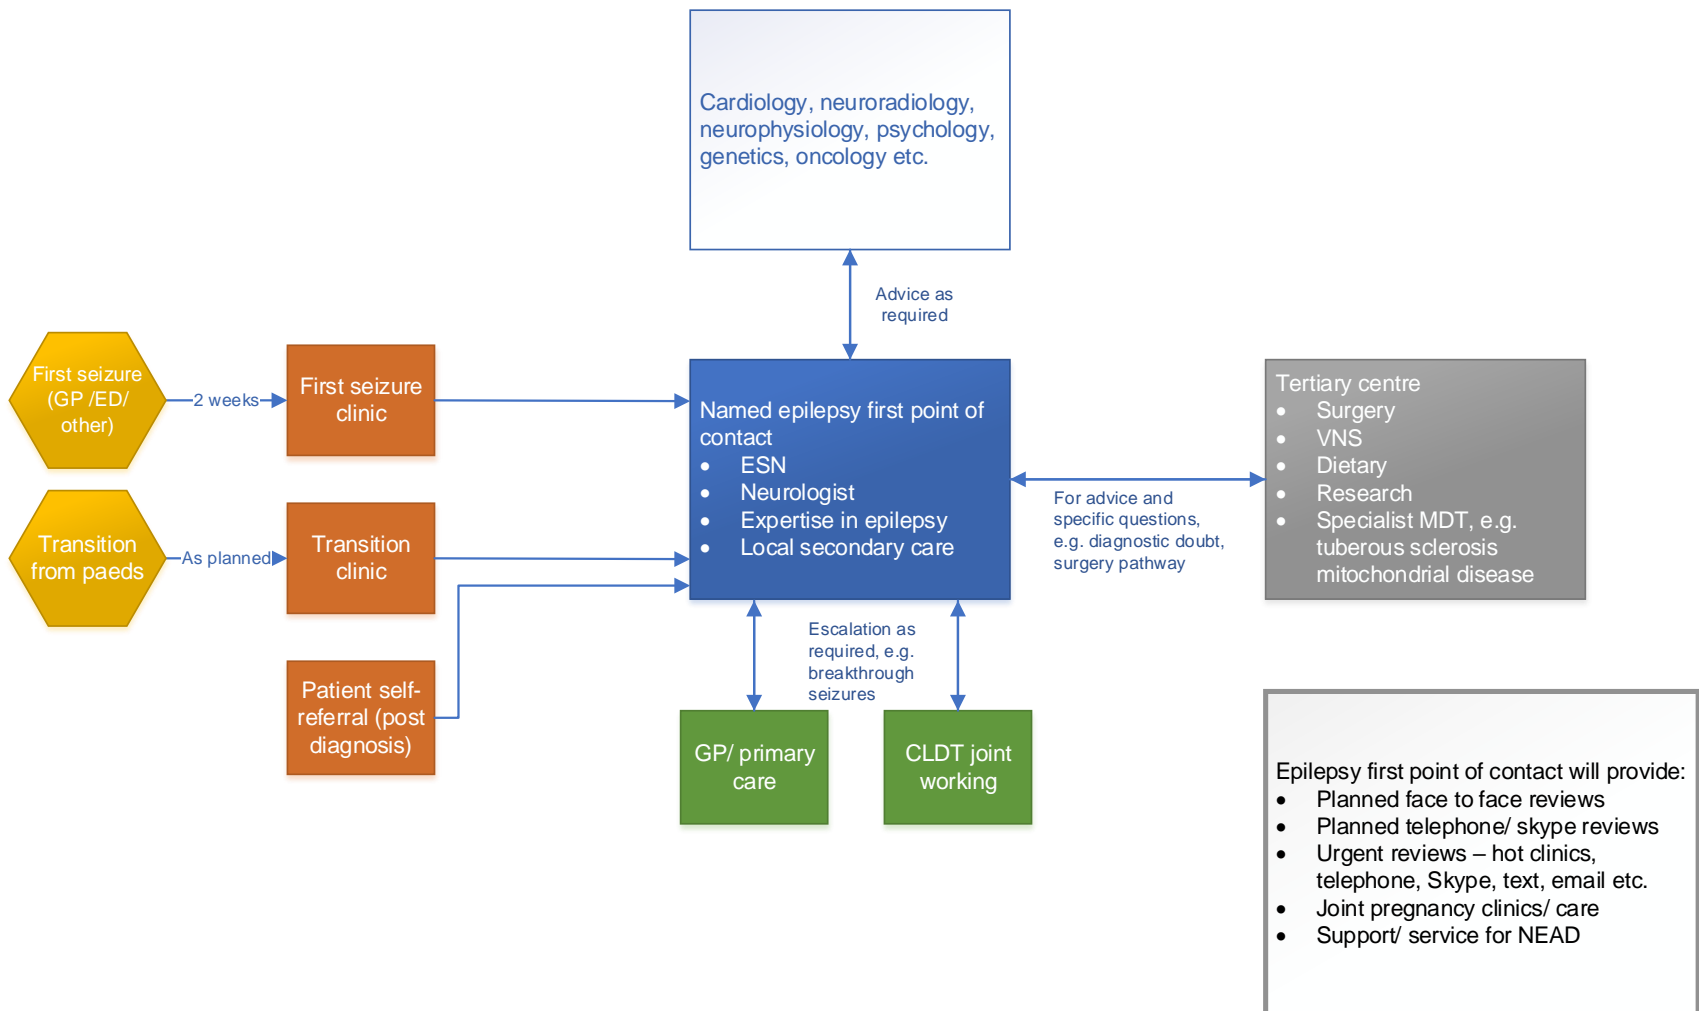 Cardiology, neuroradiology,
neurophysiology, psychology,
genetics, oncology etc.
Advice as
required
First seizure
(GP /ED/
other)
2 weeks
First seizure
clinic
Transition
from paeds
As planned
Transition
clinic
Patient self-
referral (post
diagnosis)
Named epilepsy first point of
contact
• ESN
• Neurologist
• Expertise in epilepsy
• Local secondary care
For advice and
specific questions,
e.g. diagnostic doubt,
surgery pathway
Tertiary centre
• Surgery
• VNS
• Dietary
• Research
• Specialist MDT, e.g.
tuberous sclerosis
mitochondrial disease
Escalation as
required, e.g.
breakthrough
seizures
GP/ primary
care
CLDT joint
working
Epilepsy first point of contact will provide:
• Planned face to face reviews
• Planned telephone/ skype reviews
• Urgent reviews – hot clinics,
telephone, Skype, text, email etc.
• Joint pregnancy clinics/ care
• Support/ service for NEAD